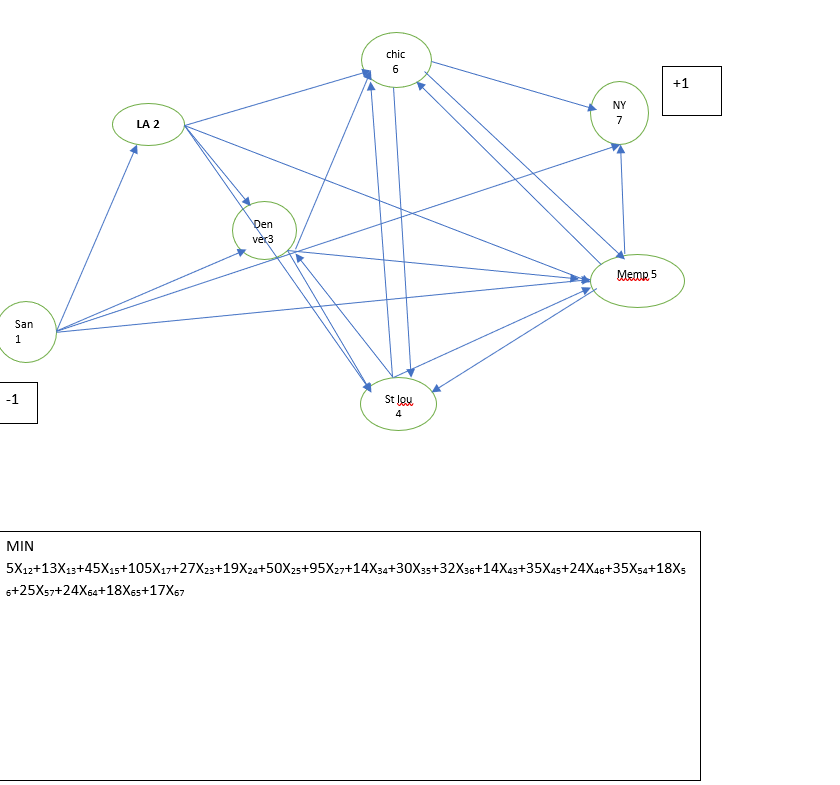 chic
6
+1
NY
7
LA 2
Den
ver3
Memp 5
San
1
-1
St lou
4
MIN
5X₁₂+13X₁₃+45X₁₅+105X₁₇+27X₂₃+19X₂₄+50X₂₅+95X₂₇+14X₃₄+30X₃₅+32X₃₆+14X₄₃+35X₄₅+24X₄₆+35X₅₄+18X₅
₆+25X₅₇+24X₆₄+18X₆₅+17X₆₇